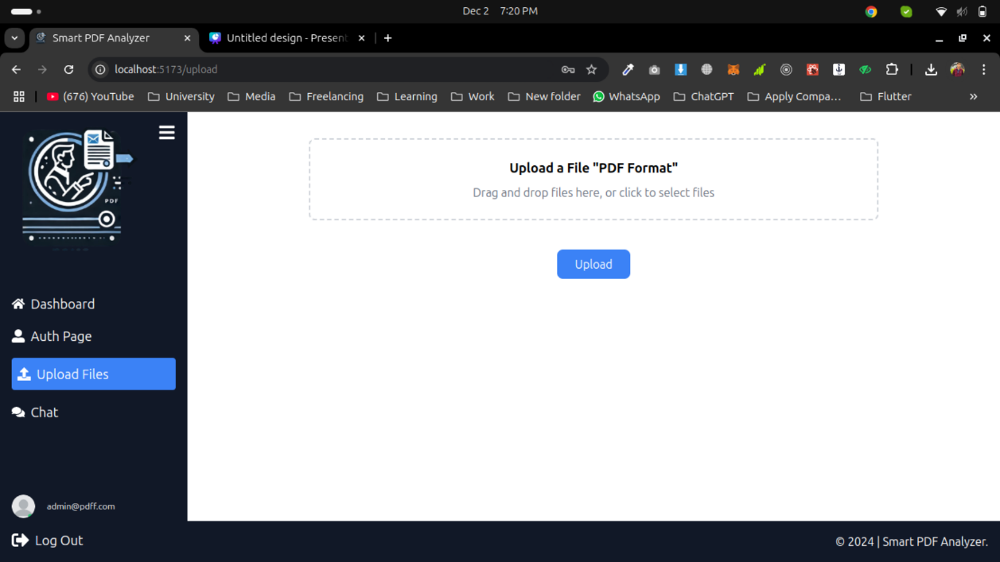 Dec 2 7:20 PM
Smart PDF Analyzer
Untitled design - Present
localhost:5173/upload
(676) YouTube
University
Media
Freelancing
Learning
Work
New folder
WhatsApp
ChatGPT
Apply Compa...
Flutter
PDF
Upload a File "PDF Format"
Drag and drop files here, or click to select files
Upload
Dashboard
Auth Page
Upload Files
Chat
admin@pdff.com
Log Out
© 2024 | Smart PDF Analyzer.